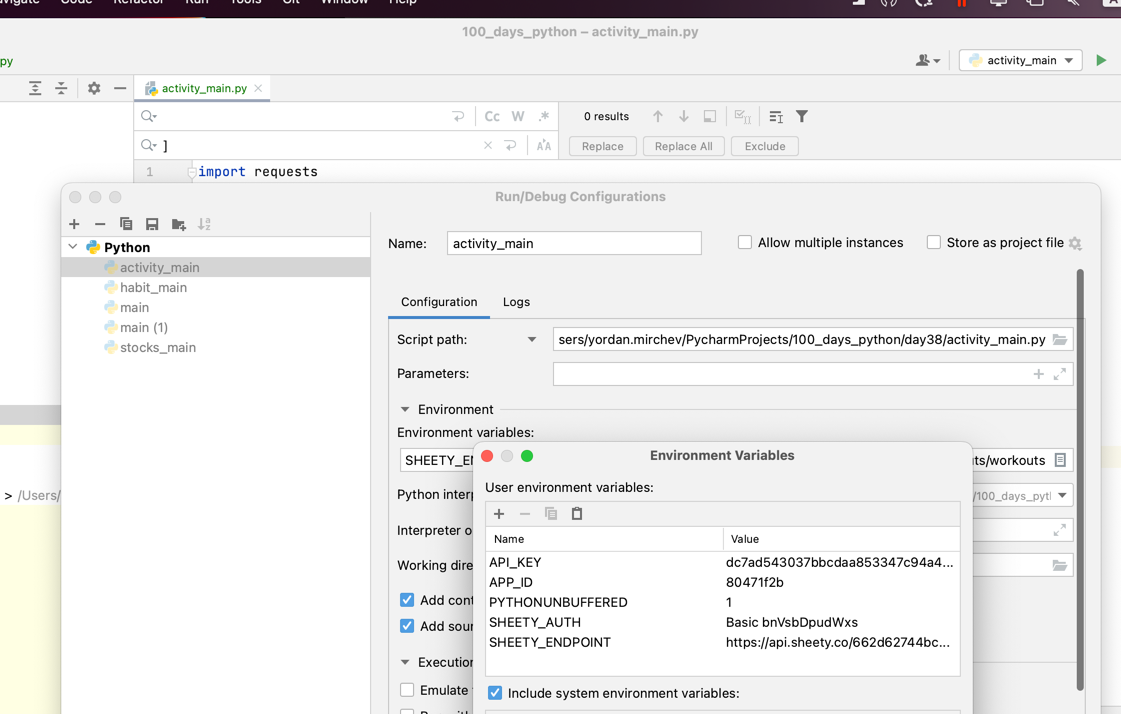 avigate Code Refactor Run Tools Git Window Help
100_days_python – activity_main.py
py
activity_main
activity_main.py
Cc W .*
0 results
]
Replace Replace All Exclude
1 import requests
Run/Debug Configurations
Python
activity_main
habit_main
main
main (1)
stocks_main
Name: activity_main
Allow multiple instances Store as project file
Configuration Logs
Script path: sers/yordan.mirchev/PycharmProjects/100_days_python/day38/activity_main.py
Parameters:
Environment
Environment variables:
SHEETY_EN ts/workouts
> /Users/
Python interp /100_days_pyt
Interpreter o
Working dire
Add cont
Add sour
Execution
Emulate
Environment Variables
User environment variables:
Name Value
API_KEY dc7ad543037bbcdaa853347c94a4...
APP_ID 80471f2b
PYTHONUNBUFFERED 1
SHEETY_AUTH Basic bnVsbDpudWxs
SHEETY_ENDPOINT https://api.sheety.co/662d62744bc...
Include system environment variables: